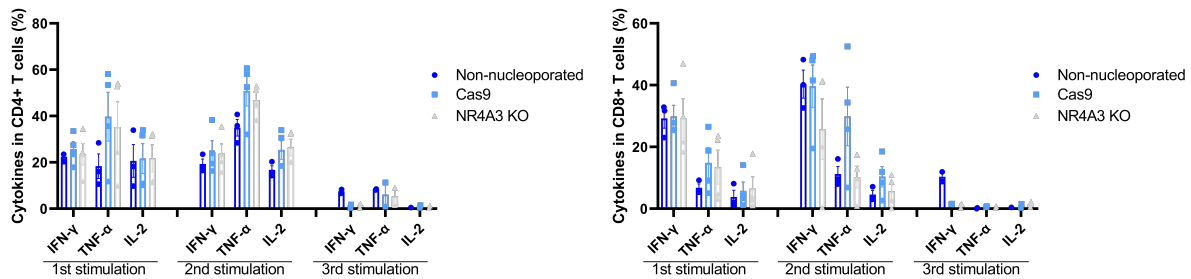 Cytokines in CD4+ T cells (%)
80
60
40
20
0
IFN-γ TNF-α IL-2 IFN-γ TNF-α IL-2 IFN-γ TNF-α IL-2
1st stimulation 2nd stimulation 3rd stimulation
Non-nucleoporated
Cas9
NR4A3 KO
Cytokines in CD8+ T cells (%)
60
40
20
0
IFN-γ TNF-α IL-2 IFN-γ TNF-α IL-2 IFN-γ TNF-α IL-2
1st stimulation 2nd stimulation 3rd stimulation
Non-nucleoporated
Cas9
NR4A3 KO